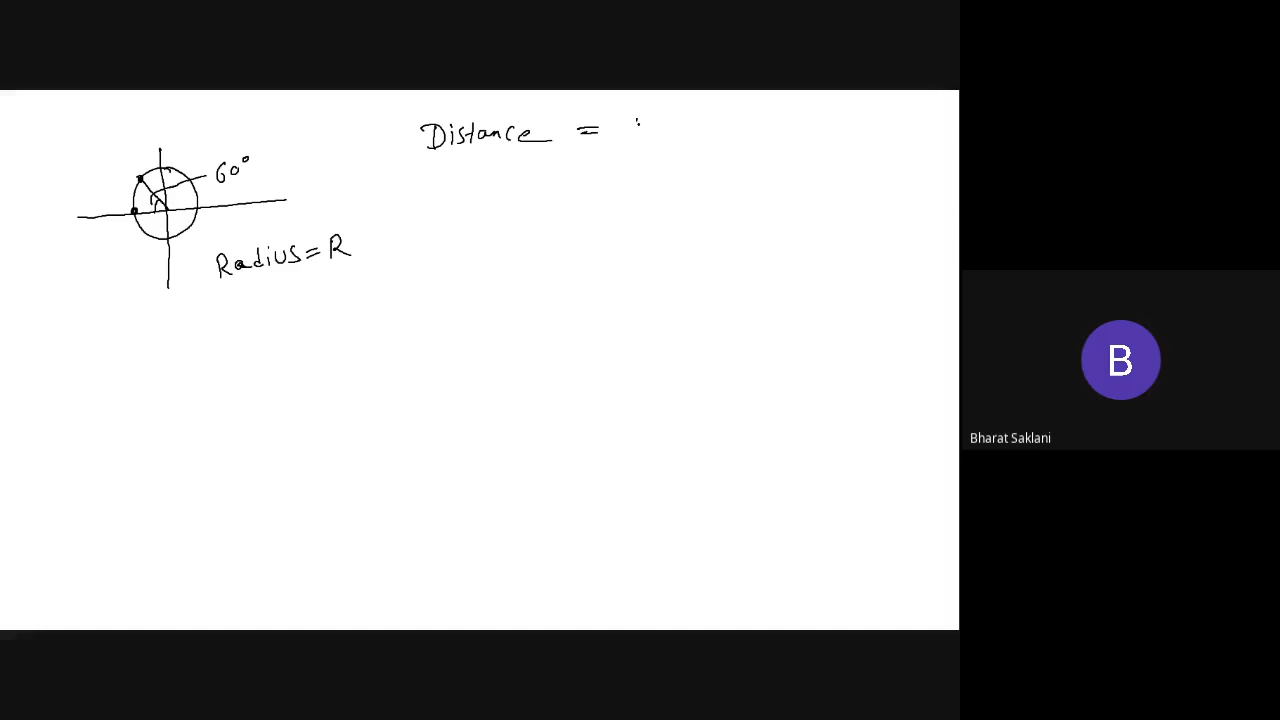 Distance =
60°
Radius = R
B
Bharat Saklani